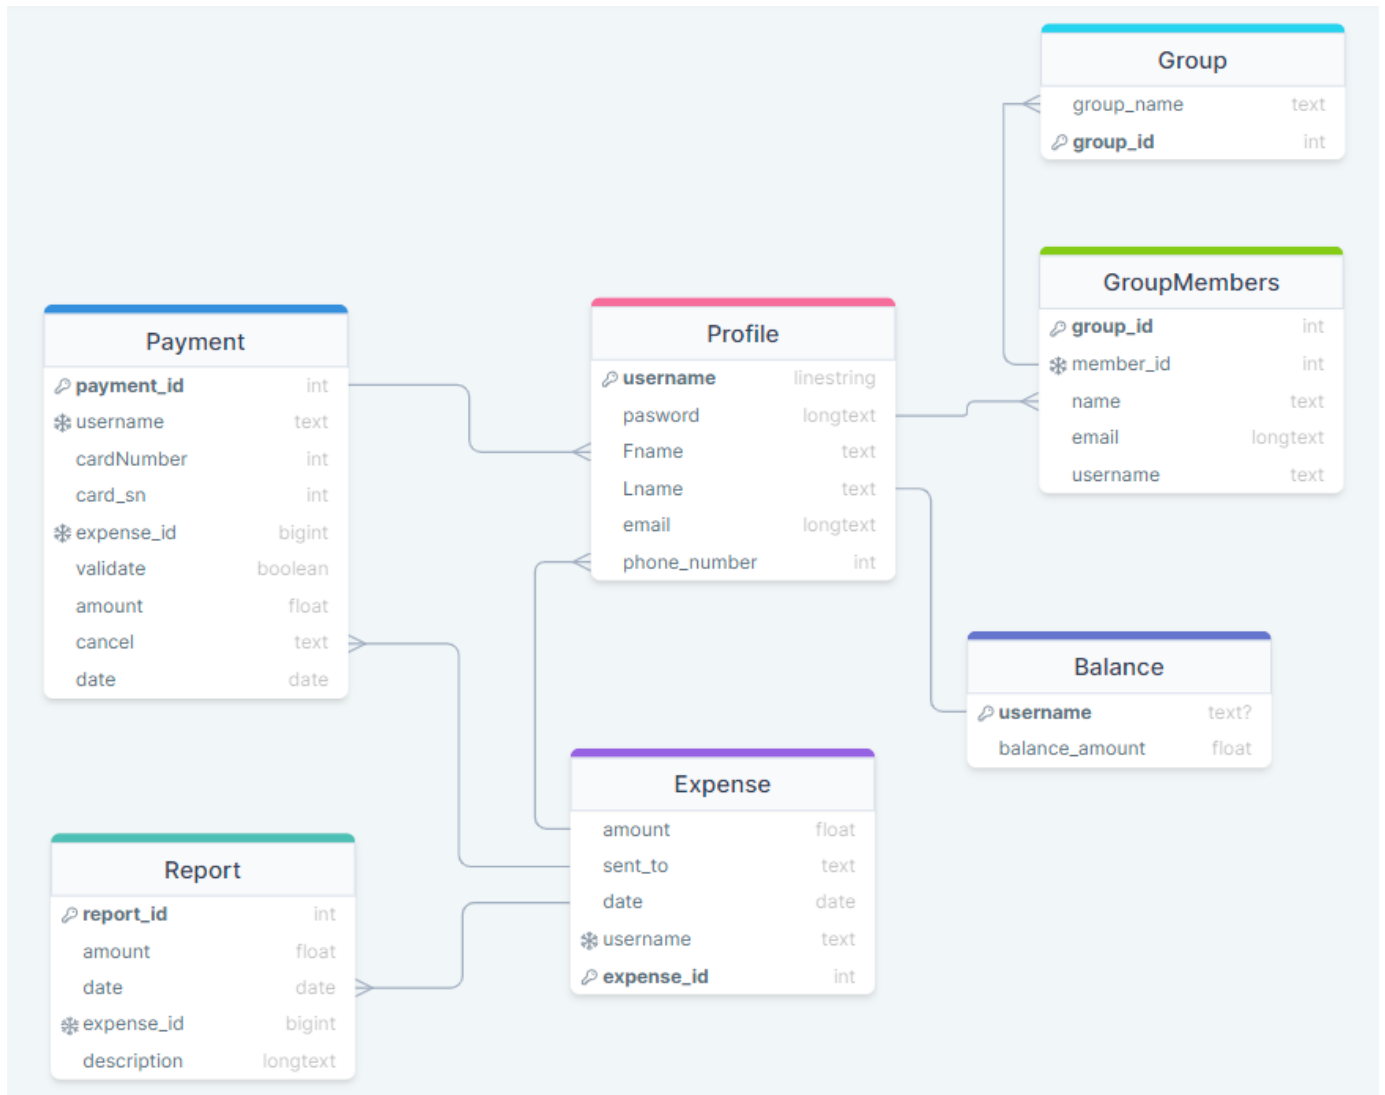 Group
group_name text
group_id int
GroupMembers
group_id int
member_id int
name text
email longtext
username text
Payment
payment_id int
username text
cardNumber int
card_sn int
expense_id bigint
validate boolean
amount float
cancel text
date date
Profile
username linestring
pasword longtext
Fname text
Lname text
email longtext
phone_number int
Balance
username text?
balance_amount float
Expense
amount float
sent_to text
date date
username text
expense_id int
Report
report_id int
amount float
date date
expense_id bigint
description longtext